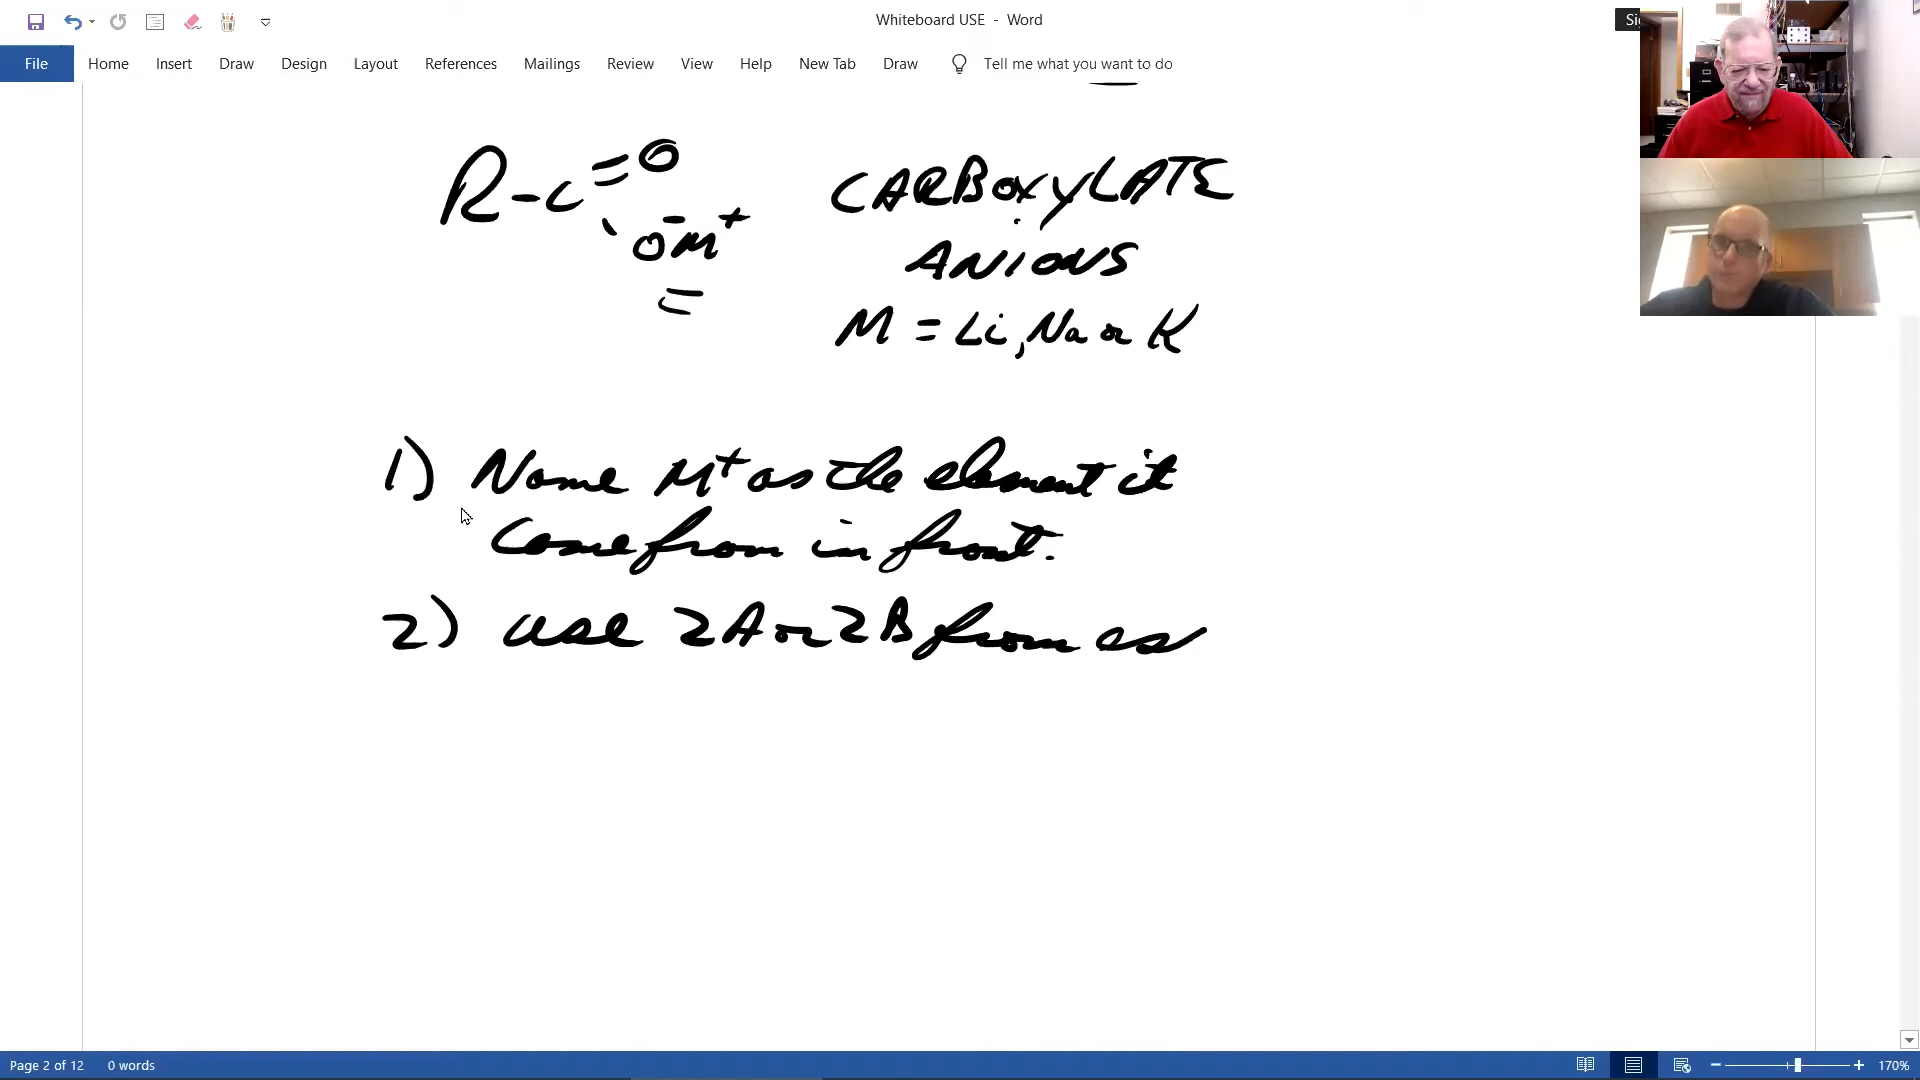 Whiteboard USE - Word
File Home Insert Draw Design Layout References Mailings Review View Help New Tab Draw Tell me what you want to do
R-C=O
O⁻M⁺
CARBOXYLATE
ANIONS
M = Li, Na or K
1) Name M⁺ as the element it
Came from in front.
2) use 2A or 2B from
Page 2 of 12 0 words
170%